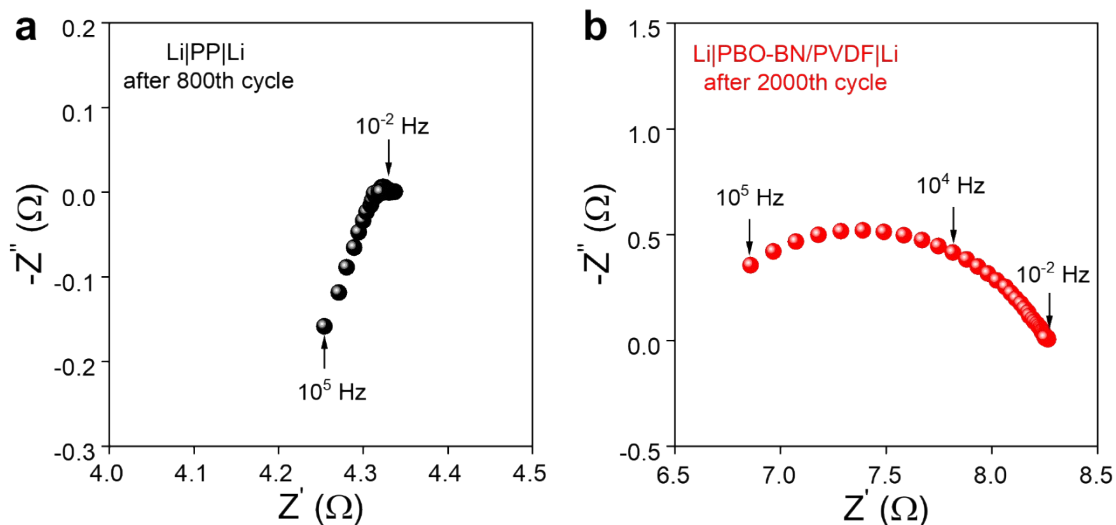 a
Li|PP|Li
after 800th cycle
10⁻² Hz
10⁵ Hz
-Z'' (Ω)
0.2
0.1
0.0
-0.1
-0.2
-0.3
4.0 4.1 4.2 4.3 4.4 4.5
Z' (Ω)
b
Li|PBO-BN/PVDF|Li
after 2000th cycle
10⁵ Hz
10⁴ Hz
10⁻² Hz
-Z'' (Ω)
1.5
1.0
0.5
0.0
-0.5
6.5 7.0 7.5 8.0 8.5
Z' (Ω)